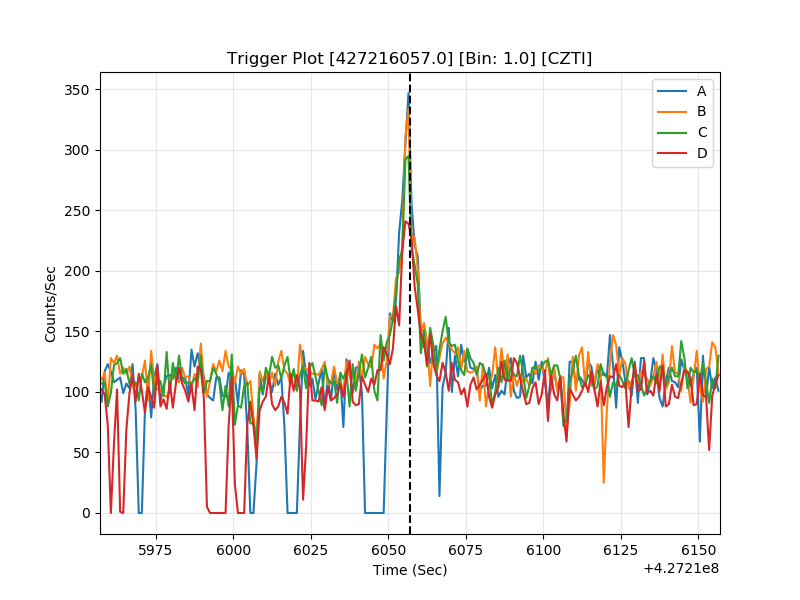 Trigger Plot [427216057.0] [Bin: 1.0] [CZTI]
350
300
250
200
150
100
50
0
Counts/Sec
A
B
C
D
5975
6000
6025
6050
6075
6100
6125
6150
Time (Sec)
+4.2721e8